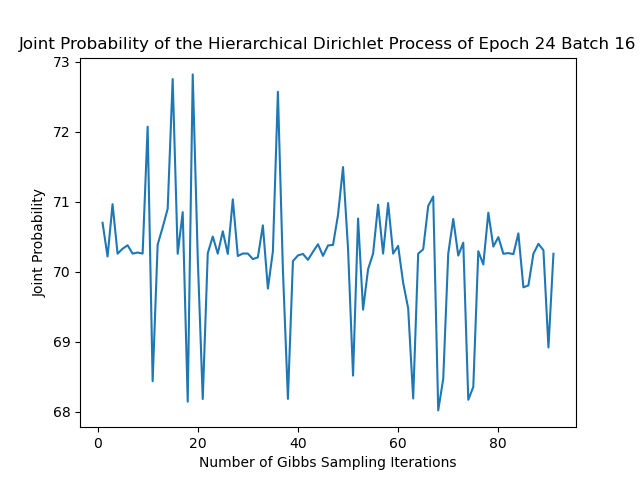 Joint Probability of the Hierarchical Dirichlet Process of Epoch 24 Batch 16
73
72
71
70
69
68
Joint Probability
0 20 40 60 80
Number of Gibbs Sampling Iterations